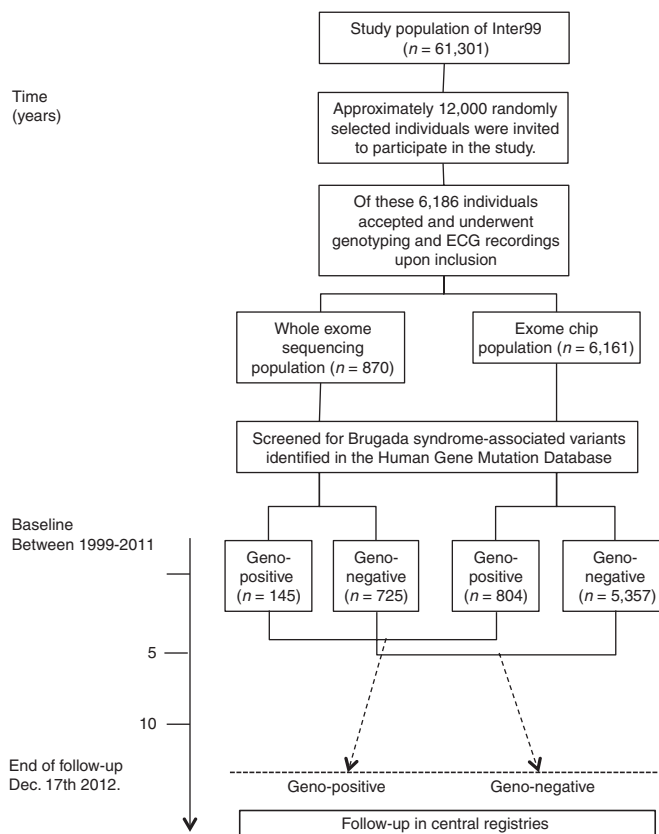 Study population of Inter99
(n = 61,301)
Time
(years)
Approximately 12,000 randomly
selected individuals were invited
to participate in the study.
Of these 6,186 individuals
accepted and underwent
genotyping and ECG recordings
upon inclusion
Whole exome
sequencing
population (n = 870)
Exome chip
population (n = 6,161)
Screened for Brugada syndrome-associated variants
identified in the Human Gene Mutation Database
Baseline
Between 1999-2011
Geno-
positive
(n = 145)
Geno-
negative
(n = 725)
Geno-
positive
(n = 804)
Geno-
negative
(n = 5,357)
5
10
End of follow-up
Dec. 17th 2012.
Geno-positive
Geno-negative
Follow-up in central registries